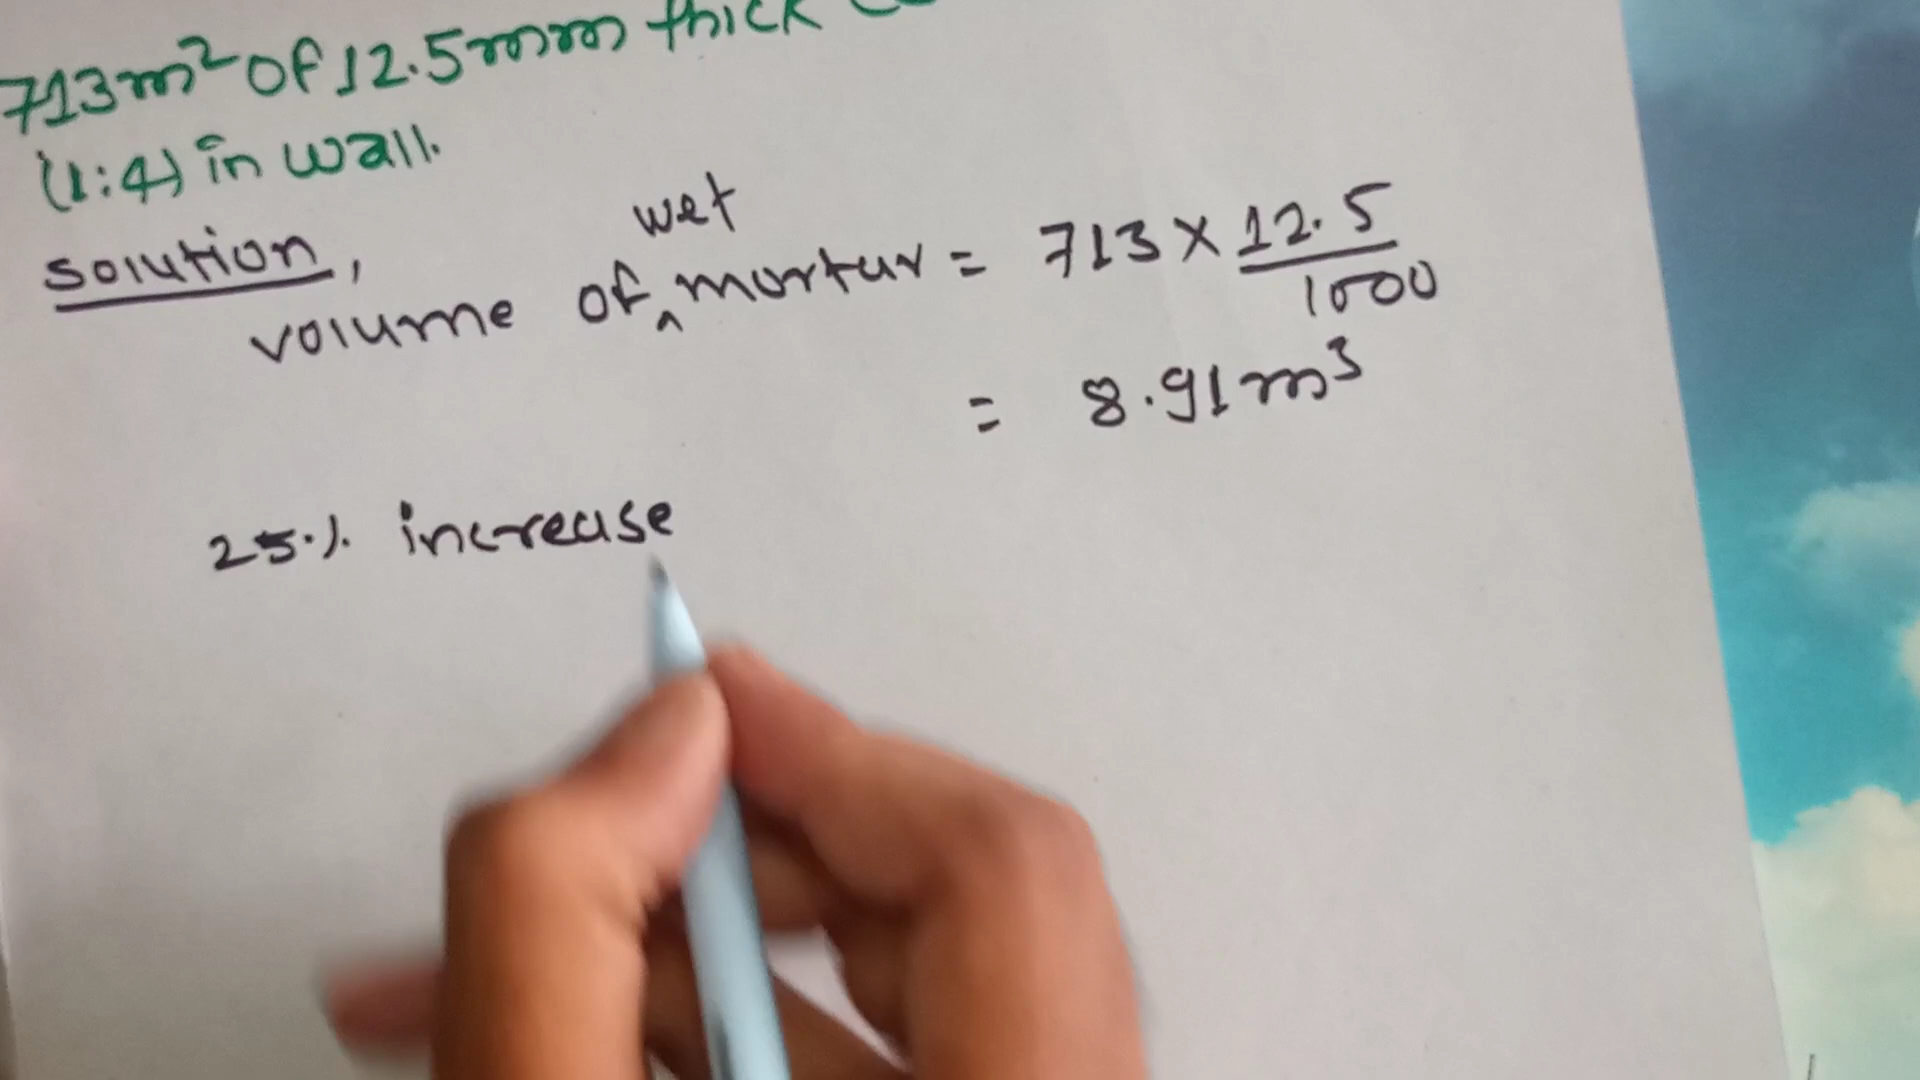 713m² of 12.5mm thick
(1:4) in wall.
solution,
wet
volume of ^ mortar = 713 × 12.5
1000
= 8.91m³
25% increase